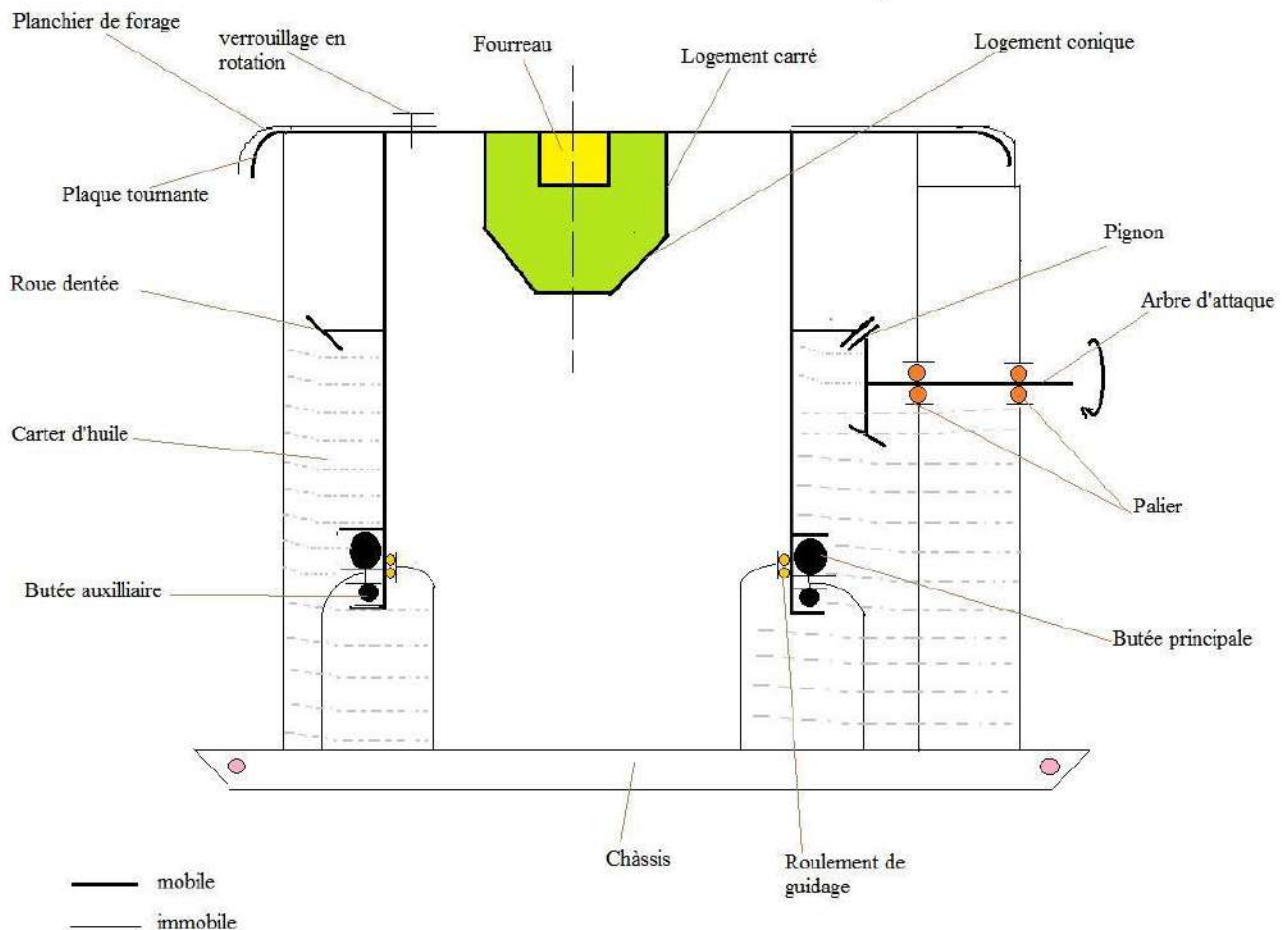 Planchier de forage
verrouillage en
rotation
Fourreau
Logement carré
Logement conique
Plaque tournante
Pignon
Roue dentée
Arbre d'attaque
Carter d'huile
Palier
Butée auxilliaire
Butée principale
Chàssis
Roulement de
guidage
mobile
immobile